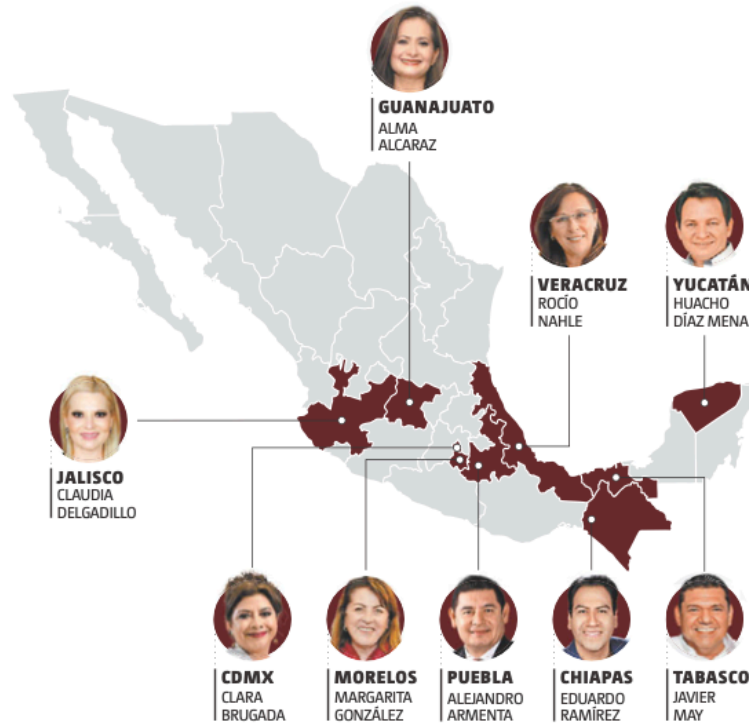 GUANAJUATO
ALMA
ALCARAZ
VERACRUZ
ROCÍO
NAHLE
YUCATÁN
HUACHO
DÍAZ MENA
JALISCO
CLAUDIA
DELGADILLO
CDMX
CLARA
BRUGADA
MORELOS
MARGARITA
GONZÁLEZ
PUEBLA
ALEJANDRO
ARMENTA
CHIAPAS
EDUARDO
RAMÍREZ
TABASCO
JAVIER
MAY